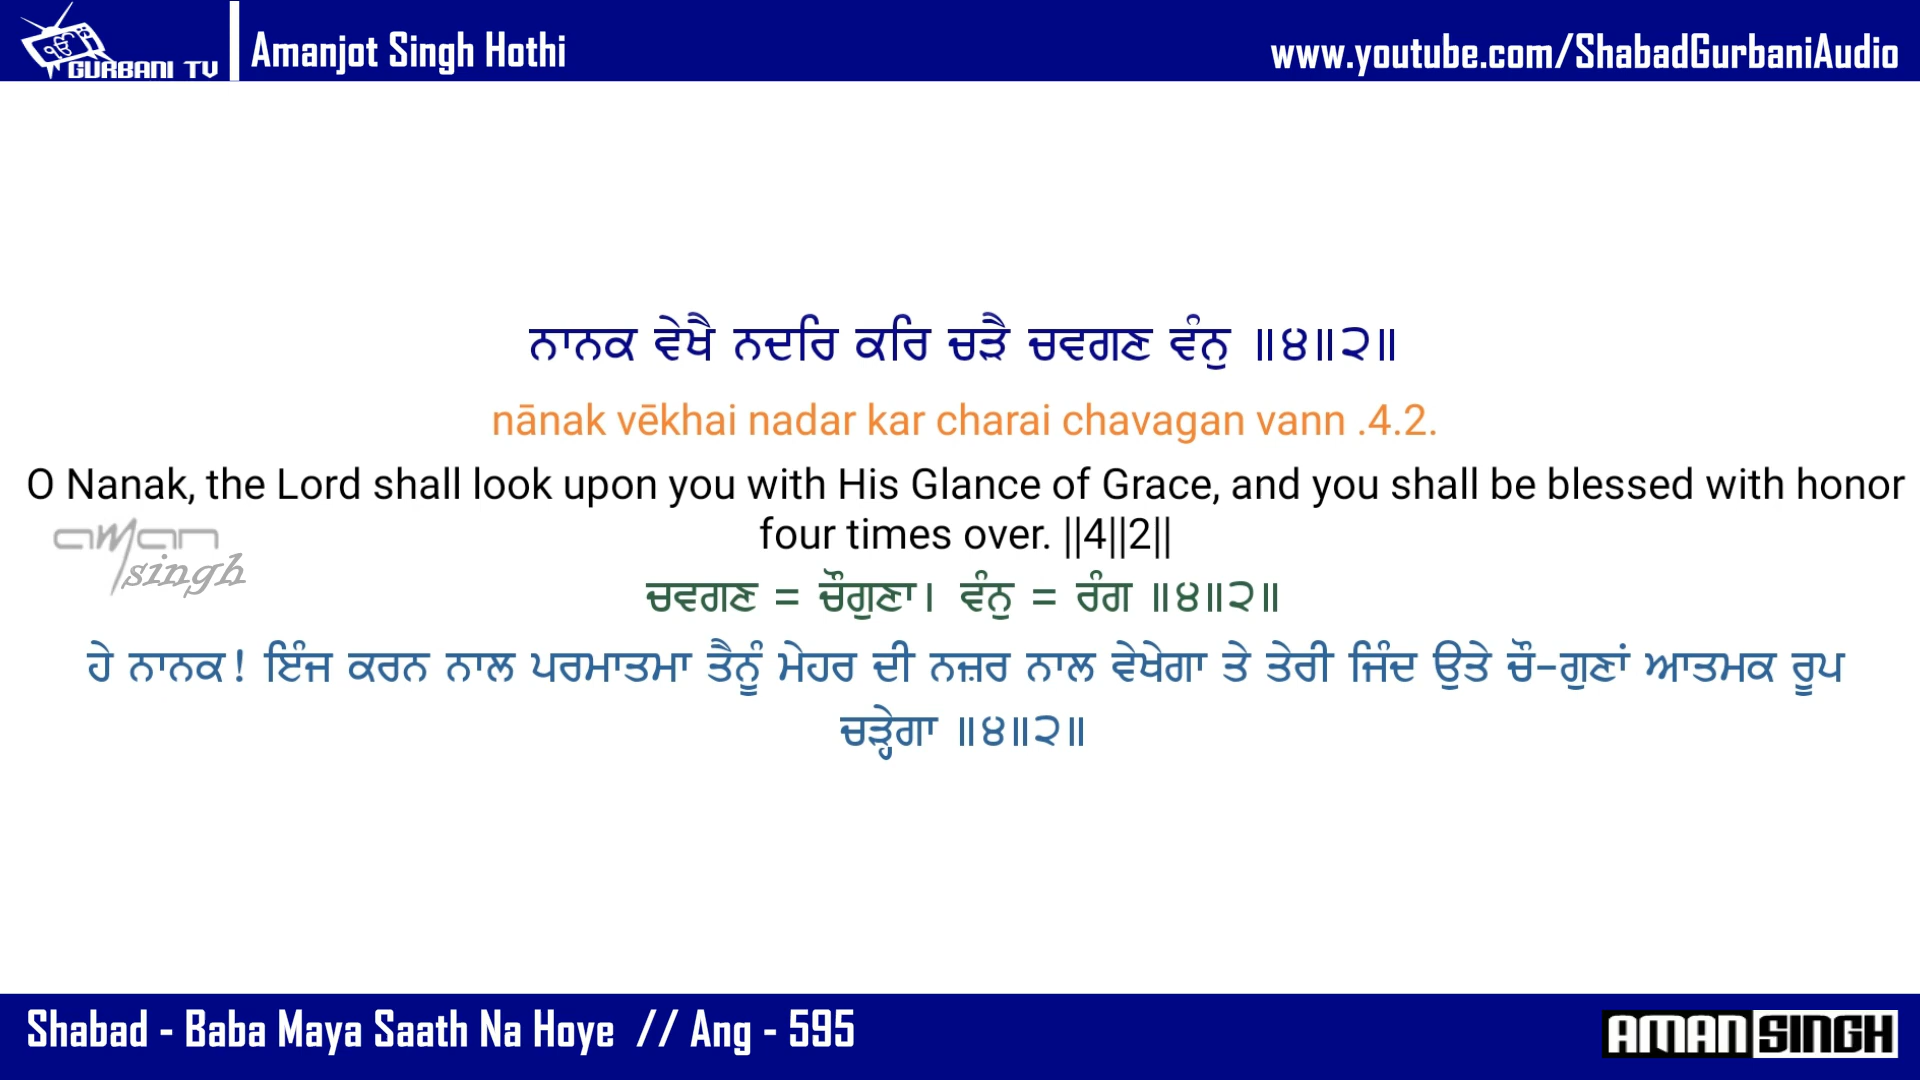 GURBANI TV
Amanjot Singh Hothi
www.youtube.com/ShabadGurbaniAudio
ਨਾਨਕ ਵੇਖੈ ਨਦਰਿ ਕਰਿ ਚੜੈ ਚਵਗਣ ਵੰਨੁ ॥੪॥੨॥
nānak vēkhai nadar kar charai chavagan vann .4.2.
O Nanak, the Lord shall look upon you with His Glance of Grace, and you shall be blessed with honor
four times over. ||4||2||
aman
singh
ਚਵਗਣ = ਚੌਗੁਣਾ। ਵੰਨੁ = ਰੰਗ ॥੪॥੨॥
ਹੇ ਨਾਨਕ! ਇੰਜ ਕਰਨ ਨਾਲ ਪਰਮਾਤਮਾ ਤੈਨੂੰ ਮੇਹਰ ਦੀ ਨਜ਼ਰ ਨਾਲ ਵੇਖੇਗਾ ਤੇ ਤੇਰੀ ਜਿੰਦ ਉਤੇ ਚੌ-ਗੁਣਾਂ ਆਤਮਕ ਰੂਪ
ਚੜ੍ਹੇਗਾ ॥੪॥੨॥
Shabad - Baba Maya Saath Na Hoye // Ang - 595
AMAN SINGH